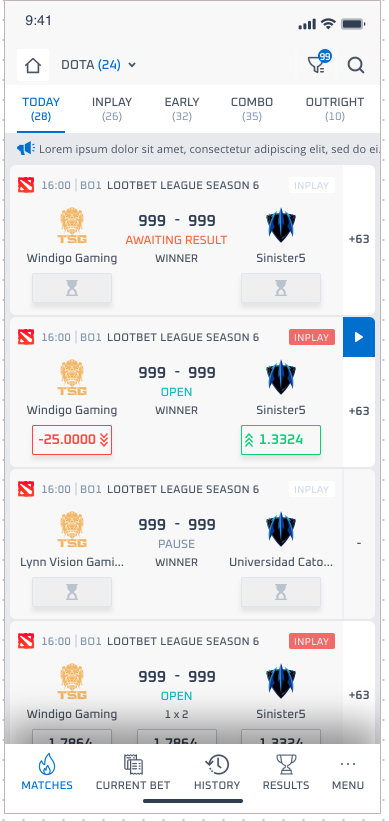 9:41
DOTA (24)
99
TODAY INPLAY EARLY COMBO OUTRIGHT
(28) (26) (32) (35) (10)
Lorem ipsum dolor sit amet, consectetur adipiscing elit, sed do ei.
16:00 BO1 LOOTBET LEAGUE SEASON 6 INPLAY
999 - 999
TSG AWAITING RESULT +63
Windigo Gaming WINNER Sinister5
16:00 BO1 LOOTBET LEAGUE SEASON 6 INPLAY
999 - 999
TSG OPEN
Windigo Gaming WINNER Sinister5 +63
-25.0000 1.3324
16:00 BO1 LOOTBET LEAGUE SEASON 6 INPLAY
999 - 999
TSG PAUSE -
Lynn Vision Gami... WINNER Universidad Cato...
16:00 BO1 LOOTBET LEAGUE SEASON 6 INPLAY
999 - 999
TSG OPEN +63
Windigo Gaming 1 x 2 Sinister5
1.7864 1.7864 1.3324
MATCHES CURRENT BET HISTORY RESULTS MENU